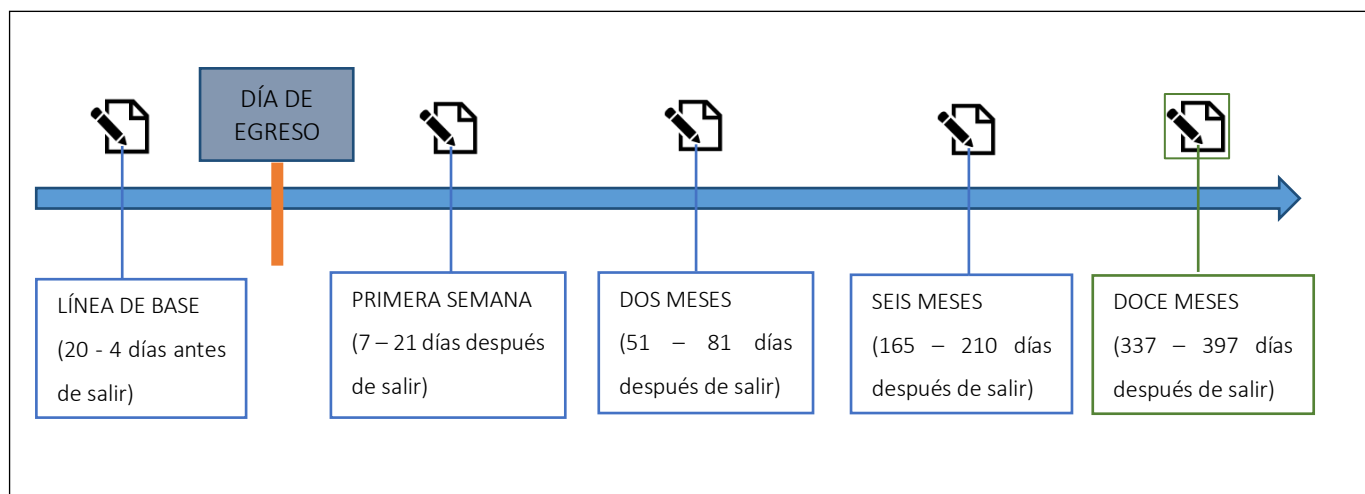 DÍA DE
EGRESO
LÍNEA DE BASE
(20 - 4 días antes
de salir)
PRIMERA SEMANA
(7 – 21 días después
de salir)
DOS MESES
(51 – 81 días
después de salir)
SEIS MESES
(165 – 210 días
después de salir)
DOCE MESES
(337 – 397 días
después de salir)